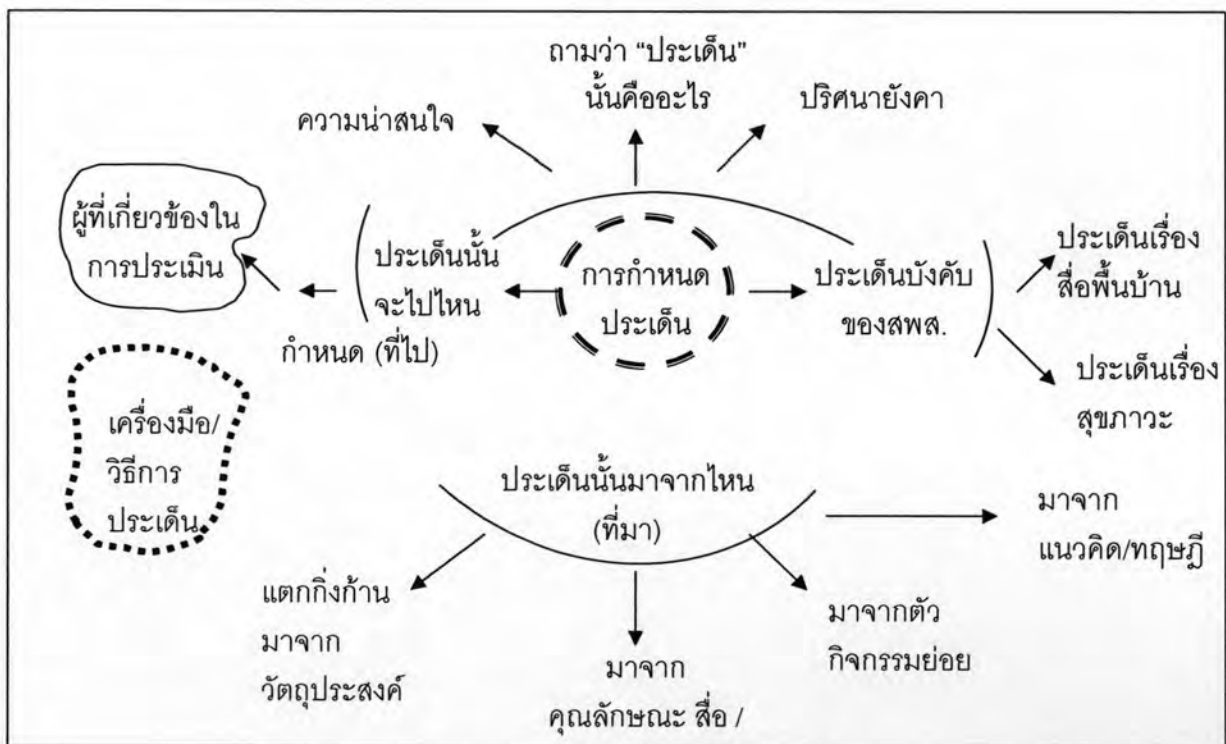 ถามว่า “ประเด็น”
นั้นคืออะไร
ความน่าสนใจ
ปริศนายังคา
ผู้ที่เกี่ยวข้องใน
การประเมิน
ประเด็นนั้น
จะไปไหน
กำหนด (ที่ไป)
การกำหนด
ประเด็น
ประเด็นบังคับ
ของสพส.
ประเด็นเรื่อง
สื่อพื้นบ้าน
ประเด็นเรื่อง
สุขภาวะ
เครื่องมือ/
วิธีการ
ประเด็น
ประเด็นนั้นมาจากไหน
(ที่มา)
มาจาก
แนวคิด/ทฤษฎี
แตกกิ่งก้าน
มาจาก
วัตถุประสงค์
มาจาก
คุณลักษณะ สื่อ /
มาจากตัว
กิจกรรมย่อย